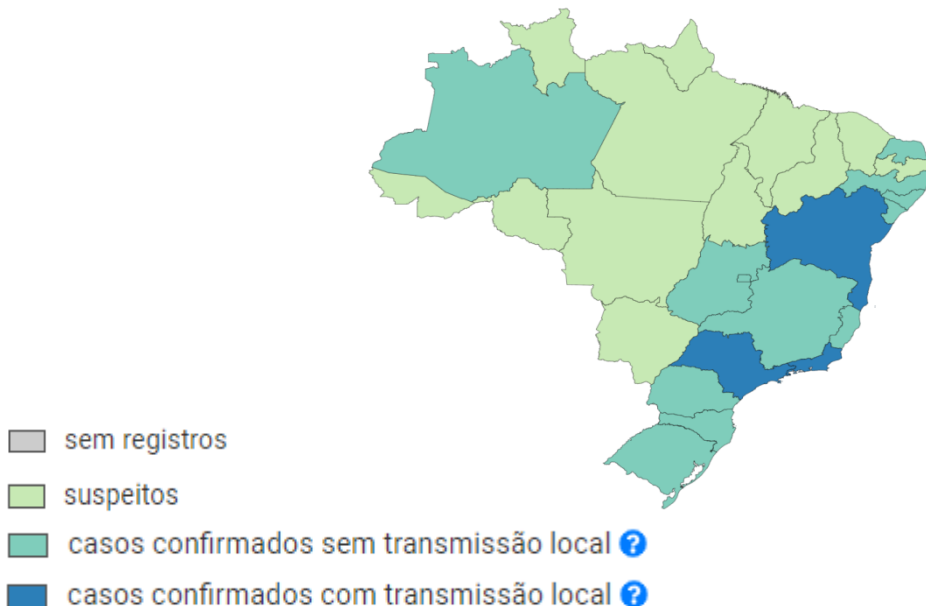 sem registros
suspeitos
casos confirmados sem transmissão local ?
casos confirmados com transmissão local ?